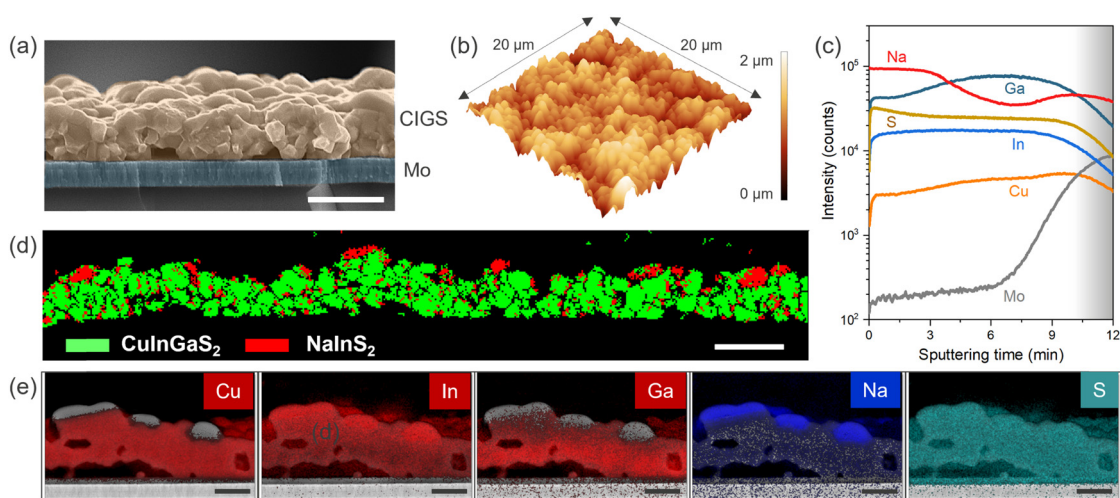 (a)
CIGS
Mo
(b)
20 μm
20 μm
2 μm
0 μm
(c)
Intensity (counts)
10⁵
10⁴
10³
10²
Na
Ga
S
In
Cu
Mo
0
3
6
9
12
Sputtering time (min)
(d)
CuInGaS₂
NaInS₂
(e)
Cu
In
(d)
Ga
Na
S